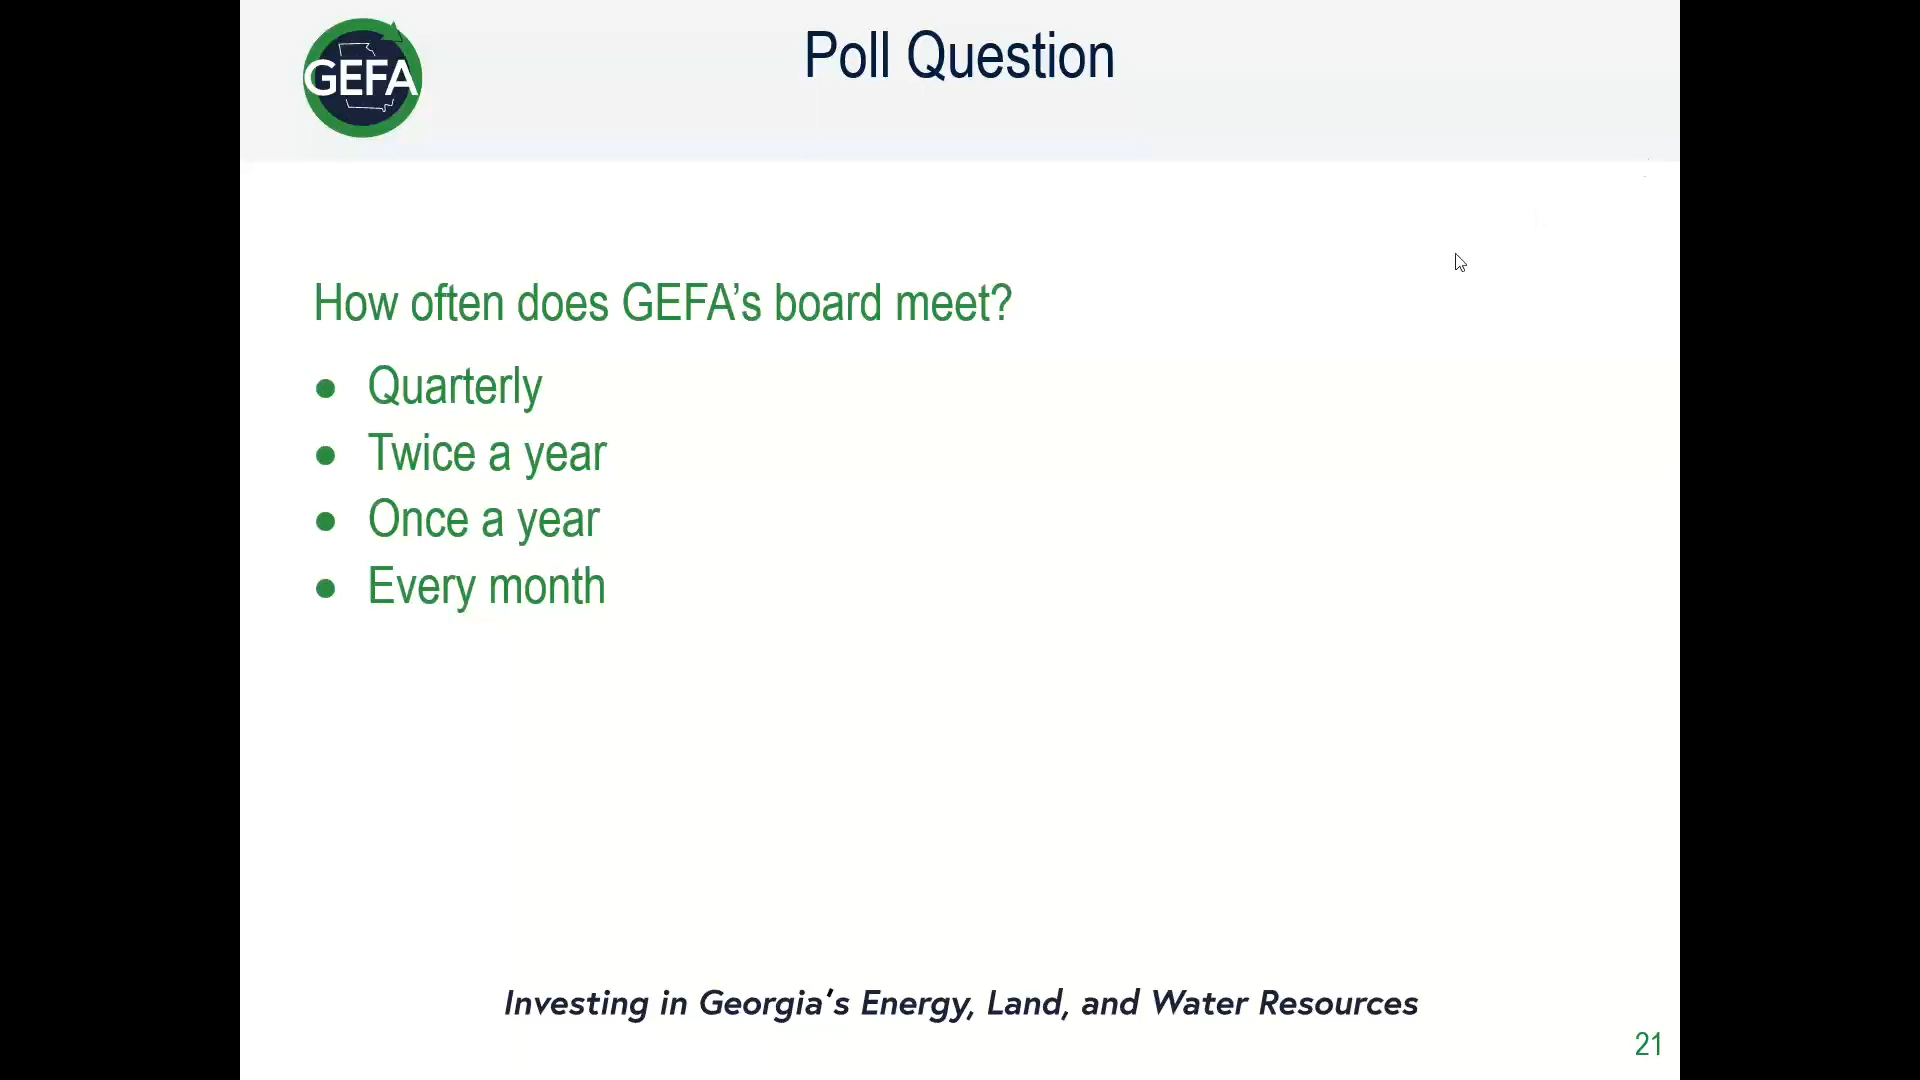 GEFA
Poll Question
How often does GEFA’s board meet?
● Quarterly
● Twice a year
● Once a year
● Every month
Investing in Georgia’s Energy, Land, and Water Resources
21